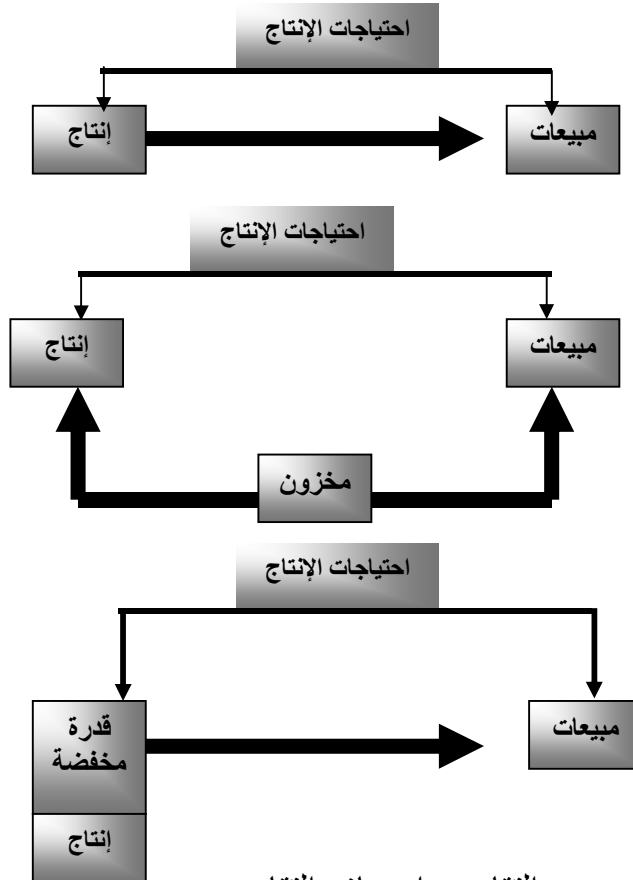 احتياجات الإنتاج
إنتاج
مبيعات
احتياجات الإنتاج
إنتاج
مبيعات
مخزون
احتياجات الإنتاج
قدرة
مخفضة
مبيعات
إنتاج